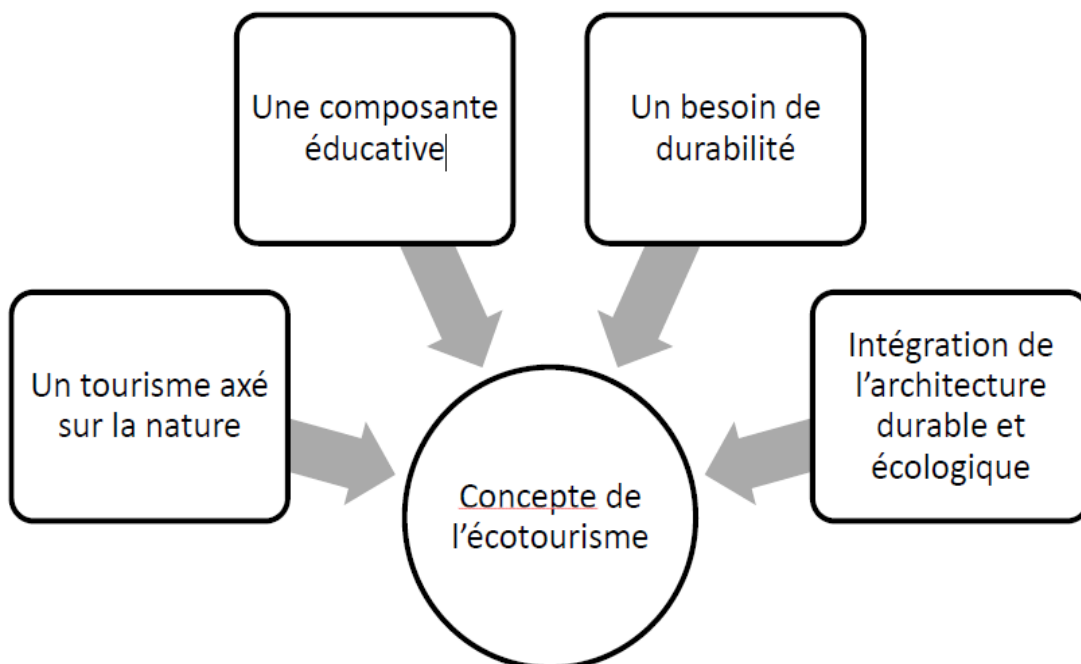 Une composante
éducative
Un besoin de
durabilité
Un tourisme axé
sur la nature
Intégration de
l’architecture
durable et
écologique
Concepte de
l’écotourisme